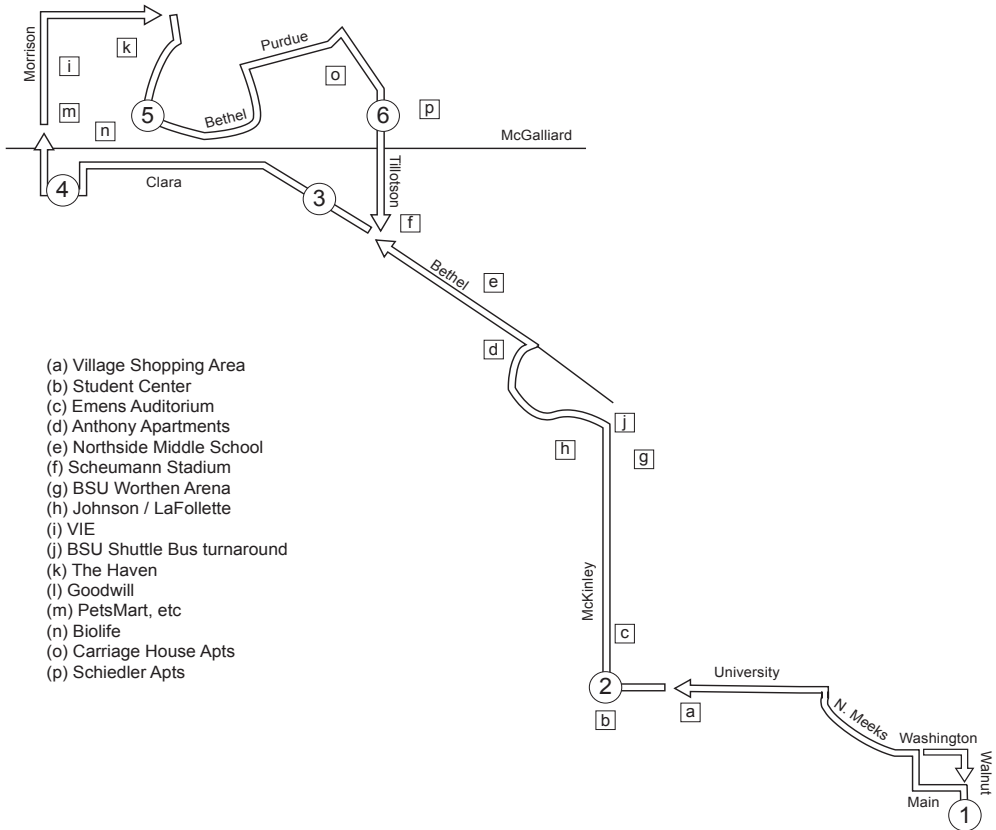 Morrison
k
i
m
n
5
Bethel
Purdue
o
6
p
McGalliard
4
Clara
3
Tillotson
f
Bethel
e
d
j
h
g
(a) Village Shopping Area
(b) Student Center
(c) Emens Auditorium
(d) Anthony Apartments
(e) Northside Middle School
(f) Scheumann Stadium
(g) BSU Worthen Arena
(h) Johnson / LaFollette
(i) VIE
(j) BSU Shuttle Bus turnaround
(k) The Haven
(l) Goodwill
(m) PetsMart, etc
(n) Biolife
(o) Carriage House Apts
(p) Schiedler Apts
McKinley
c
2
b
a
University
N. Meeks
Washington
Walnut
Main
1